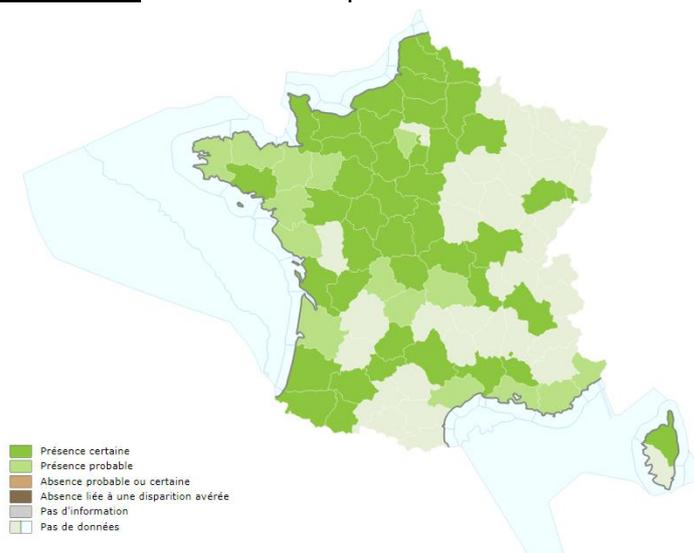 Présence certaine
Présence probable
Absence probable ou certaine
Absence liée à une disparition avérée
Pas d'information
Pas de données